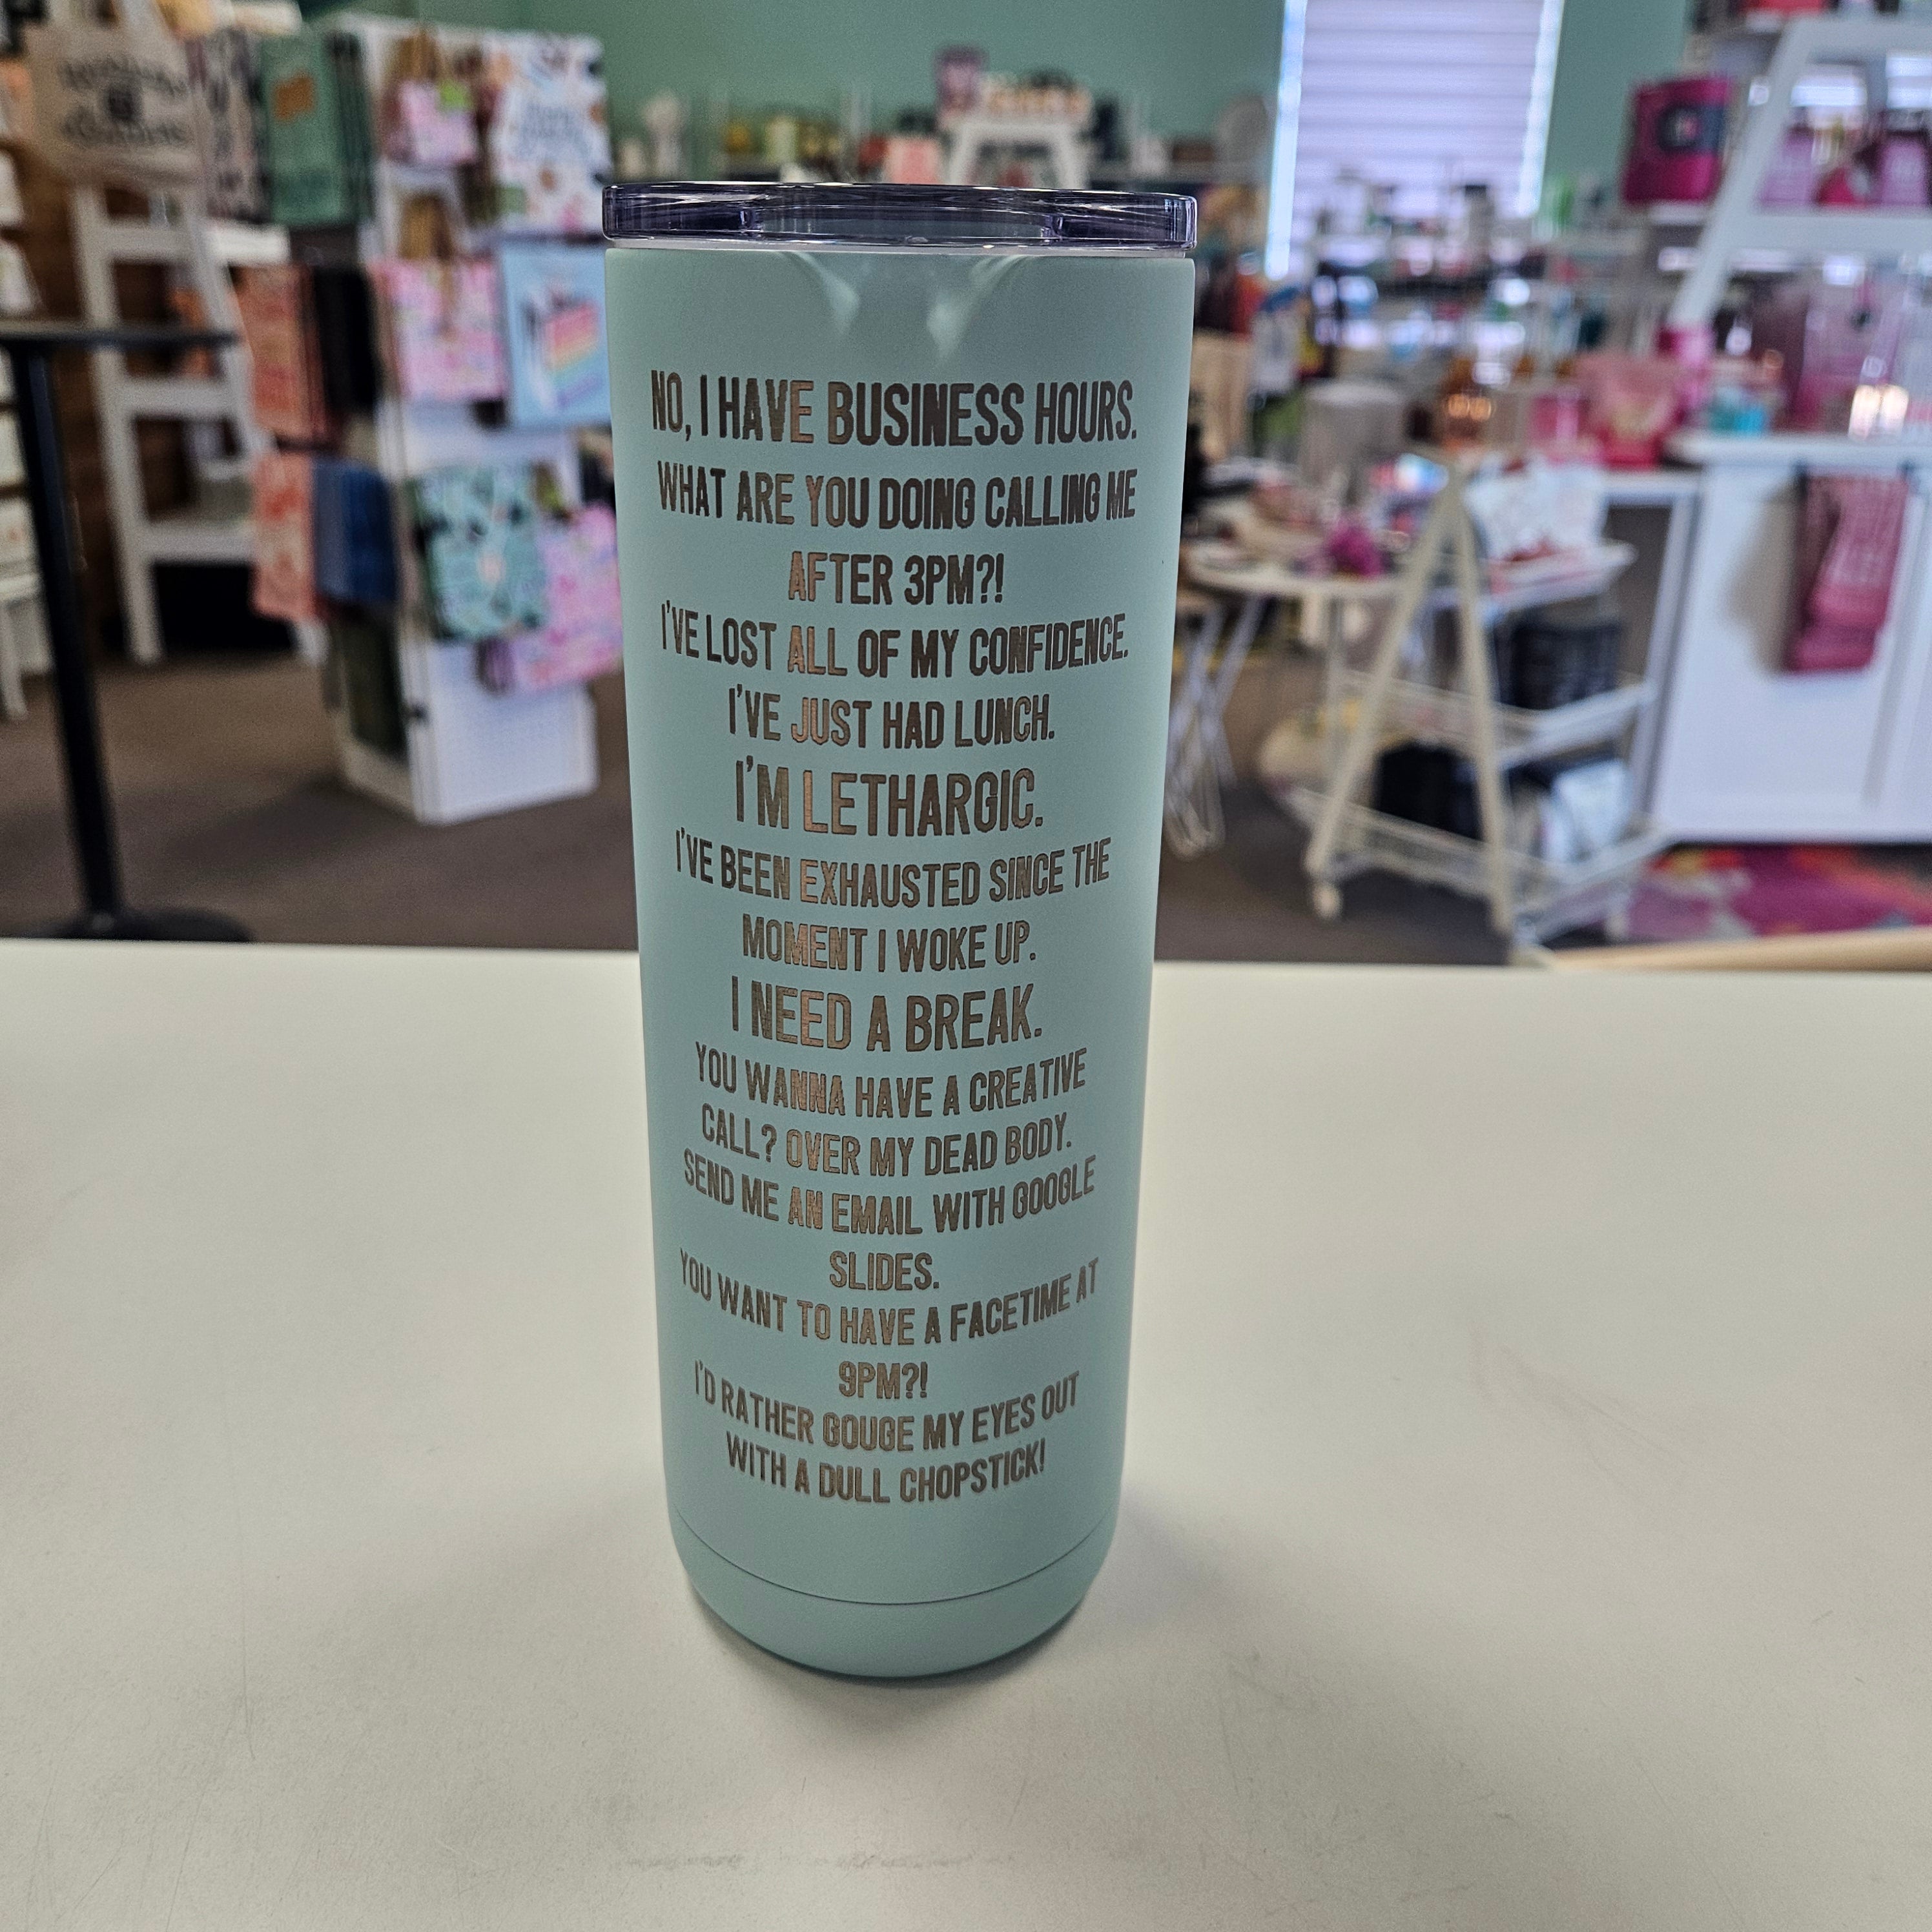 NO, I HAVE BUSINESS HOURS.
WHAT ARE YOU DOING CALLING ME
AFTER 3PM?!
I'VE LOST ALL OF MY CONFIDENCE.
I'VE JUST HAD LUNCH.
I'M LETHARGIC.
I'VE BEEN EXHAUSTED SINCE THE
MOMENT I WOKE UP.
I NEED A BREAK.
YOU WANNA HAVE A CREATIVE
CALL? OVER MY DEAD BODY.
SEND ME AN EMAIL WITH GOOGLE
SLIDES.
YOU WANT TO HAVE A FACETIME AT
9PM?!
I'D RATHER GOUGE MY EYES OUT
WITH A DULL CHOPSTICK!